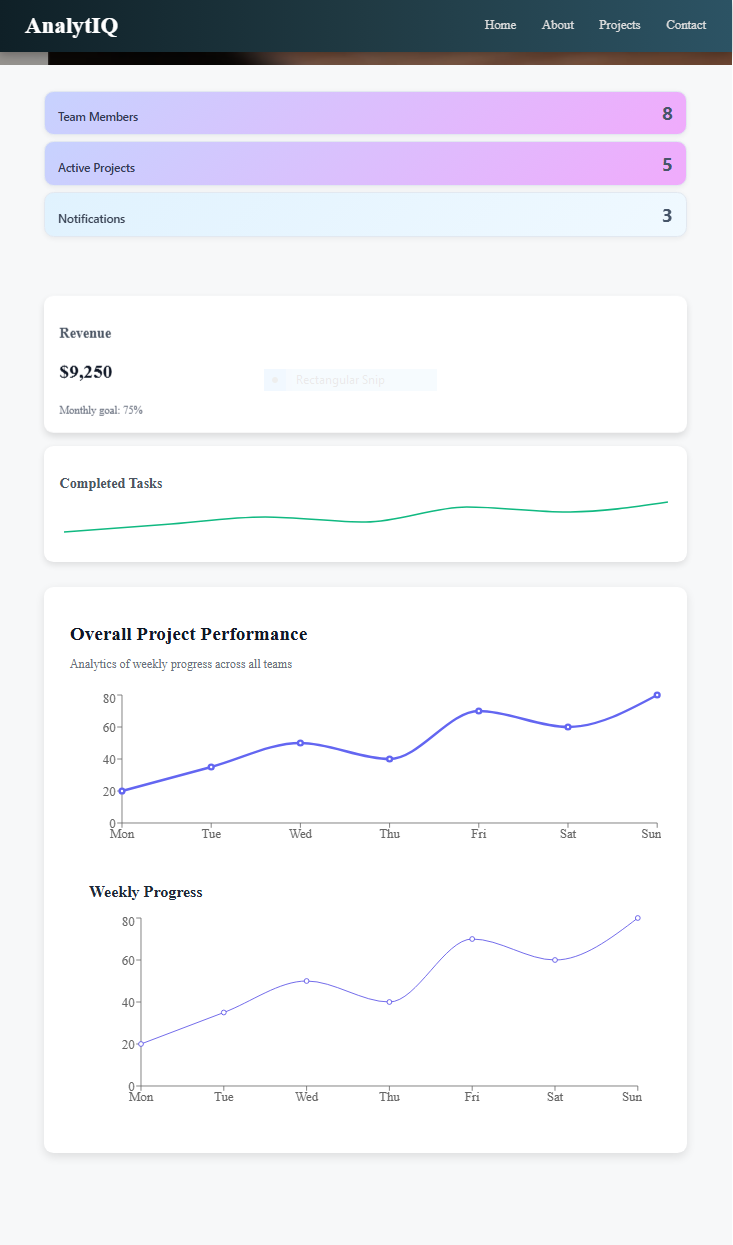 AnalytIQ
Home About Projects Contact
Team Members 8
Active Projects 5
Notifications 3
Revenue
$9,250
Rectangular Snip
Monthly goal: 75%
Completed Tasks
Overall Project Performance
Analytics of weekly progress across all teams
80
60
40
20
0
Mon Tue Wed Thu Fri Sat Sun
Weekly Progress
80
60
40
20
0
Mon Tue Wed Thu Fri Sat Sun